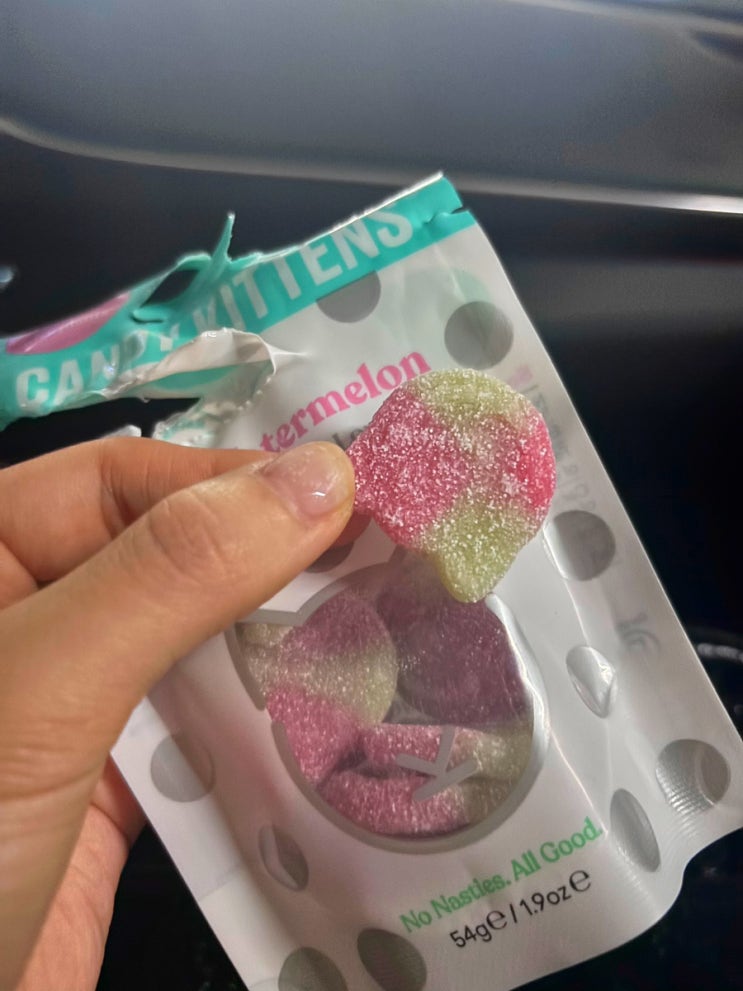 CANDY KITTENS
termelon
K
No Nasties. All Good.
54g℮ / 1.9oz℮